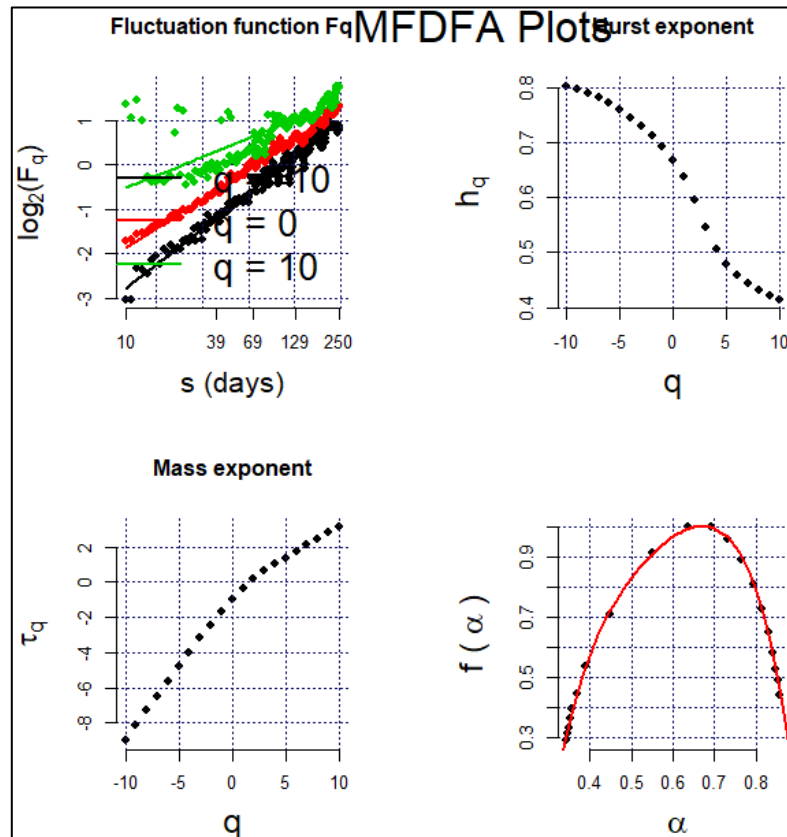 MFDFA Plots
Fluctuation function Fq
log2(Fq)
1
0
-1
-2
-3
q = -10
q = 0
q = 10
10 39 69 129 250
s (days)
Hurst exponent
hq
0.8
0.7
0.6
0.5
0.4
-10 -5 0 5 10
q
Mass exponent
τq
2
0
-2
-4
-6
-8
-10 -5 0 5 10
q
f ( α )
0.9
0.7
0.5
0.3
0.4 0.5 0.6 0.7 0.8
α